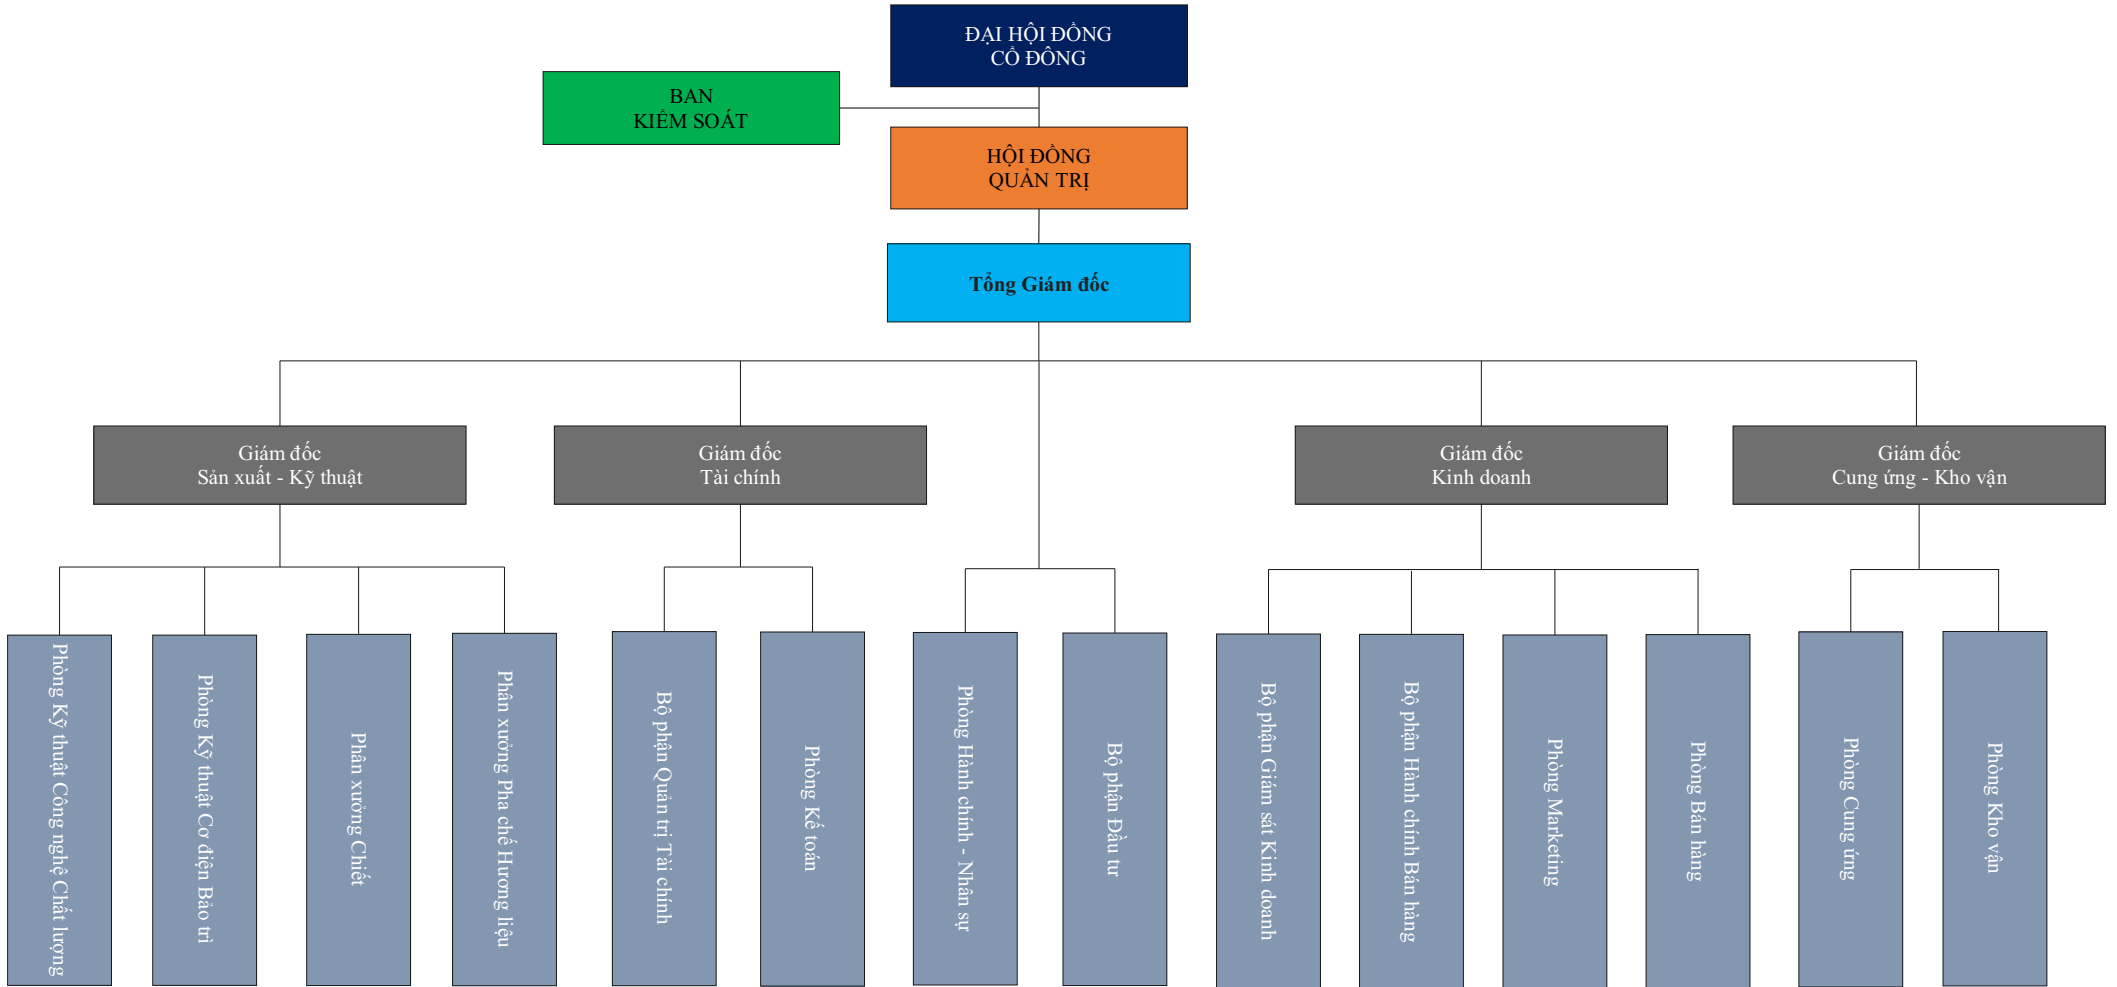 ĐẠI HỘI ĐỒNG
CỔ ĐÔNG
BAN
KIỂM SOÁT
HỘI ĐỒNG
QUẢN TRỊ
Tổng Giám đốc
Giám đốc
Sản xuất - Kỹ thuật
Giám đốc
Tài chính
Giám đốc
Kinh doanh
Giám đốc
Cung ứng - Kho vận
Phòng Kỹ thuật Công nghệ Chất lượng
Phòng Kỹ thuật Cơ điện Bảo trì
Phân xưởng Chiết
Phân xưởng Pha chế Hương liệu
Bộ phận Quản trị Tài chính
Phòng Kế toán
Phòng Hành chính - Nhân sự
Bộ phận Đầu tư
Bộ phận Giám sát Kinh doanh
Bộ phận Hành chính Bán hàng
Phòng Marketing
Phòng Bán hàng
Phòng Cung ứng
Phòng Kho vận